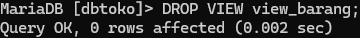 MariaDB [dbtoko]> DROP VIEW view_barang;
Query OK, 0 rows affected (0.002 sec)